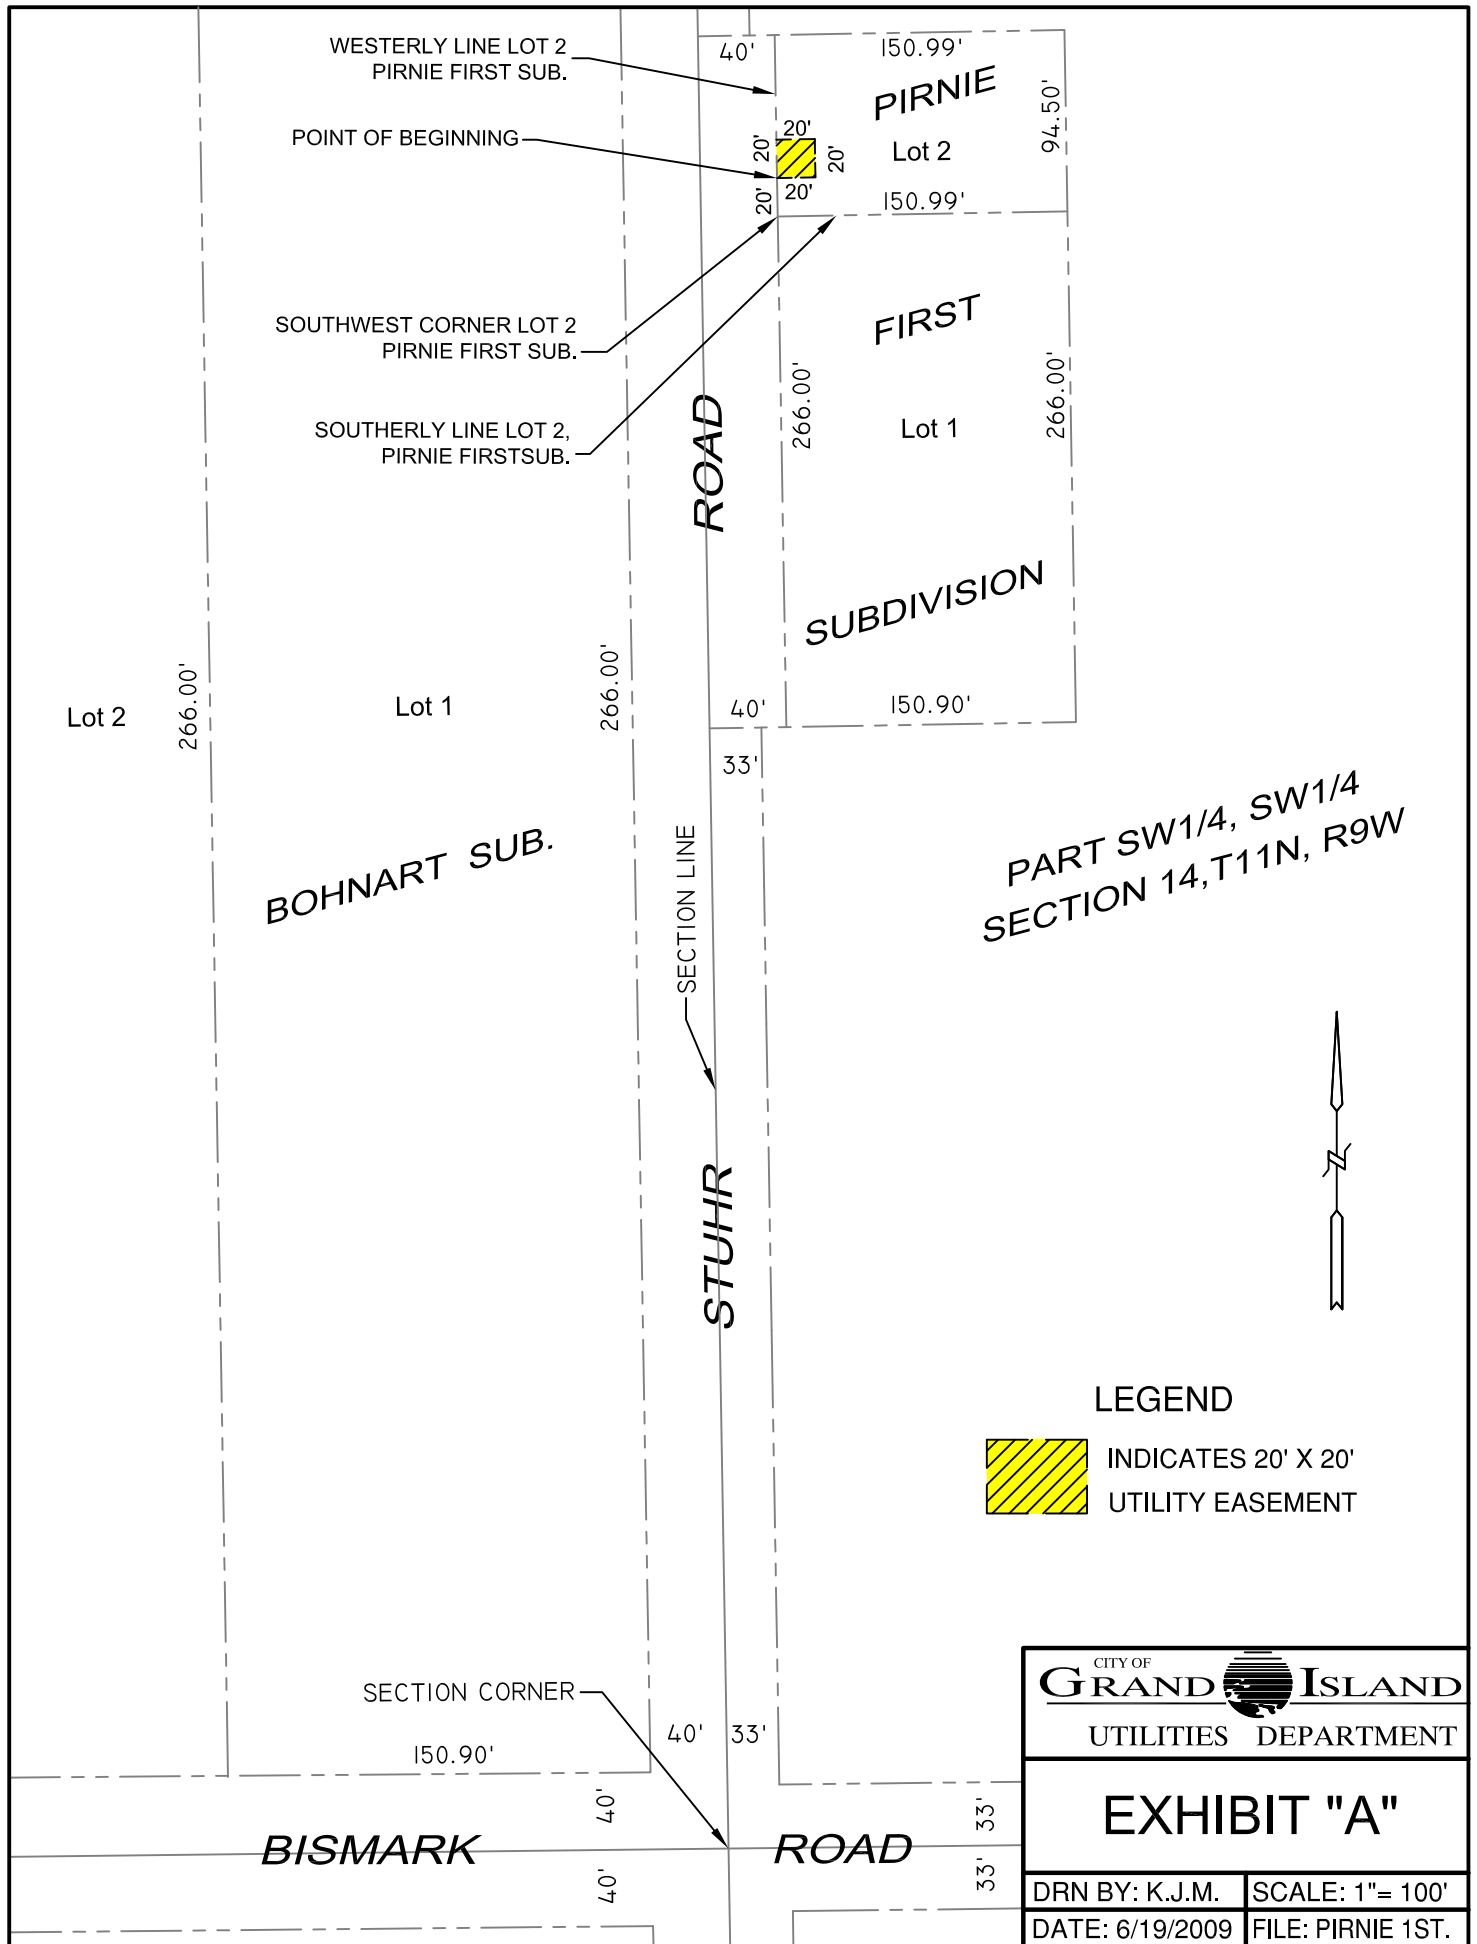 WESTERLY LINE LOT 2
PIRNIE FIRST SUB.
40'
150.99'
PIRNIE
94.50'
POINT OF BEGINNING
20'
20'
20'
Lot 2
20'
20'
150.99'
SOUTHWEST CORNER LOT 2
PIRNIE FIRST SUB.
FIRST
266.00'
266.00'
SOUTHERLY LINE LOT 2,
PIRNIE FIRSTSUB.
ROAD
Lot 1
SUBDIVISION
Lot 2
266.00'
Lot 1
266.00'
40'
150.90'
33'
BOHNART SUB.
SECTION LINE
PART SW1/4, SW1/4
SECTION 14,T11N, R9W
STUHR
N
LEGEND
INDICATES 20' X 20'
UTILITY EASEMENT
SECTION CORNER
40'
33'
150.90'
40'
33'
BISMARK
ROAD
40'
33'
CITY OF
GRAND ISLAND
UTILITIES DEPARTMENT
EXHIBIT "A"
DRN BY: K.J.M.
SCALE: 1"= 100'
DATE: 6/19/2009
FILE: PIRNIE 1ST.